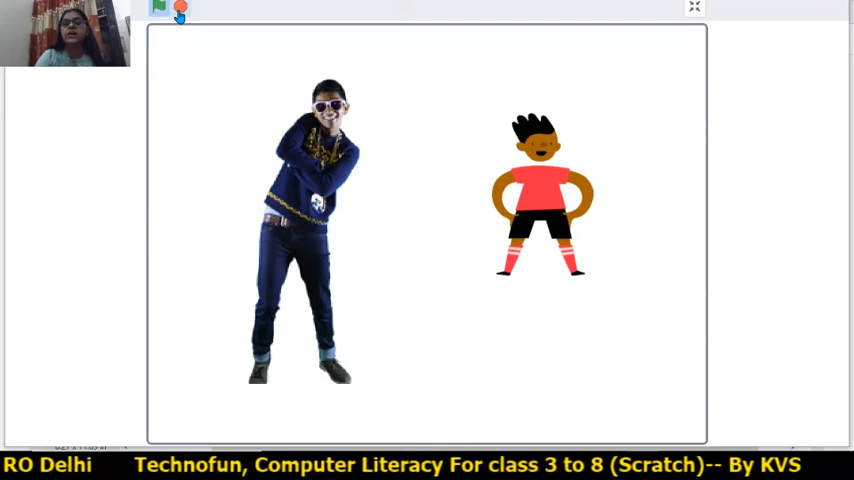 RO Delhi Technofun, Computer Literacy For class 3 to 8 (Scratch)-- By KVS